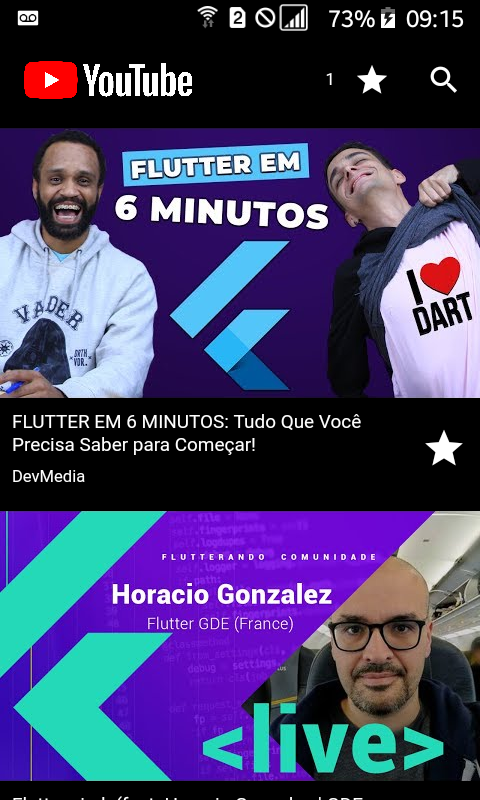 2
73%
09:15
YouTube
1
FLUTTER EM
6 MINUTOS
VADER
I
DART
FLUTTER EM 6 MINUTOS: Tudo Que Você
Precisa Saber para Começar!
DevMedia
FLUTTERANDO COMUNIDADE
Horacio Gonzalez
Flutter GDE (France)
<live>